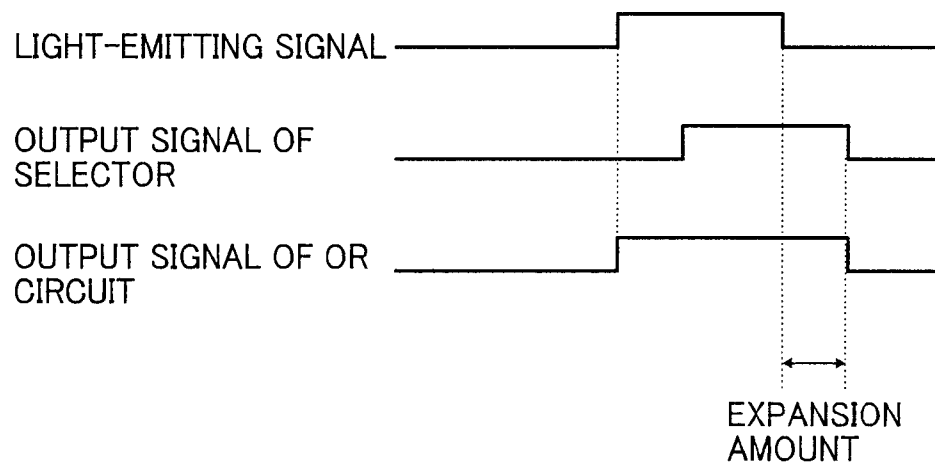 LIGHT-EMITTING SIGNAL
OUTPUT SIGNAL OF
SELECTOR
OUTPUT SIGNAL OF OR
CIRCUIT
EXPANSION
AMOUNT